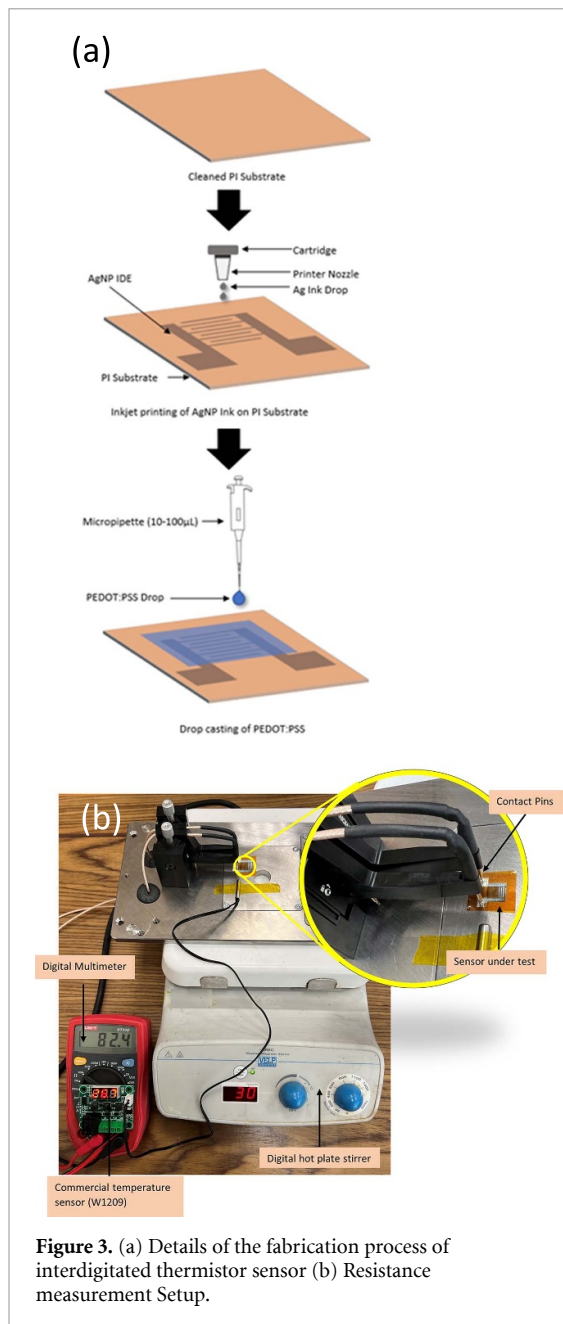 (a)
Cleaned PI Substrate
Cartridge
Printer Nozzle
Ag Ink Drop
AgNP IDE
PI Substrate
Inkjet printing of AgNP Ink on PI Substrate
Micropipette (10-100µL)
PEDOT:PSS Drop
Drop casting of PEDOT:PSS
(b)
Contact Pins
Sensor under test
Digital Multimeter
82.4
VELP
30
Digital hot plate stirrer
Commercial temperature
sensor (W1209)
Figure 3. (a) Details of the fabrication process of
interdigitated thermistor sensor (b) Resistance
measurement Setup.